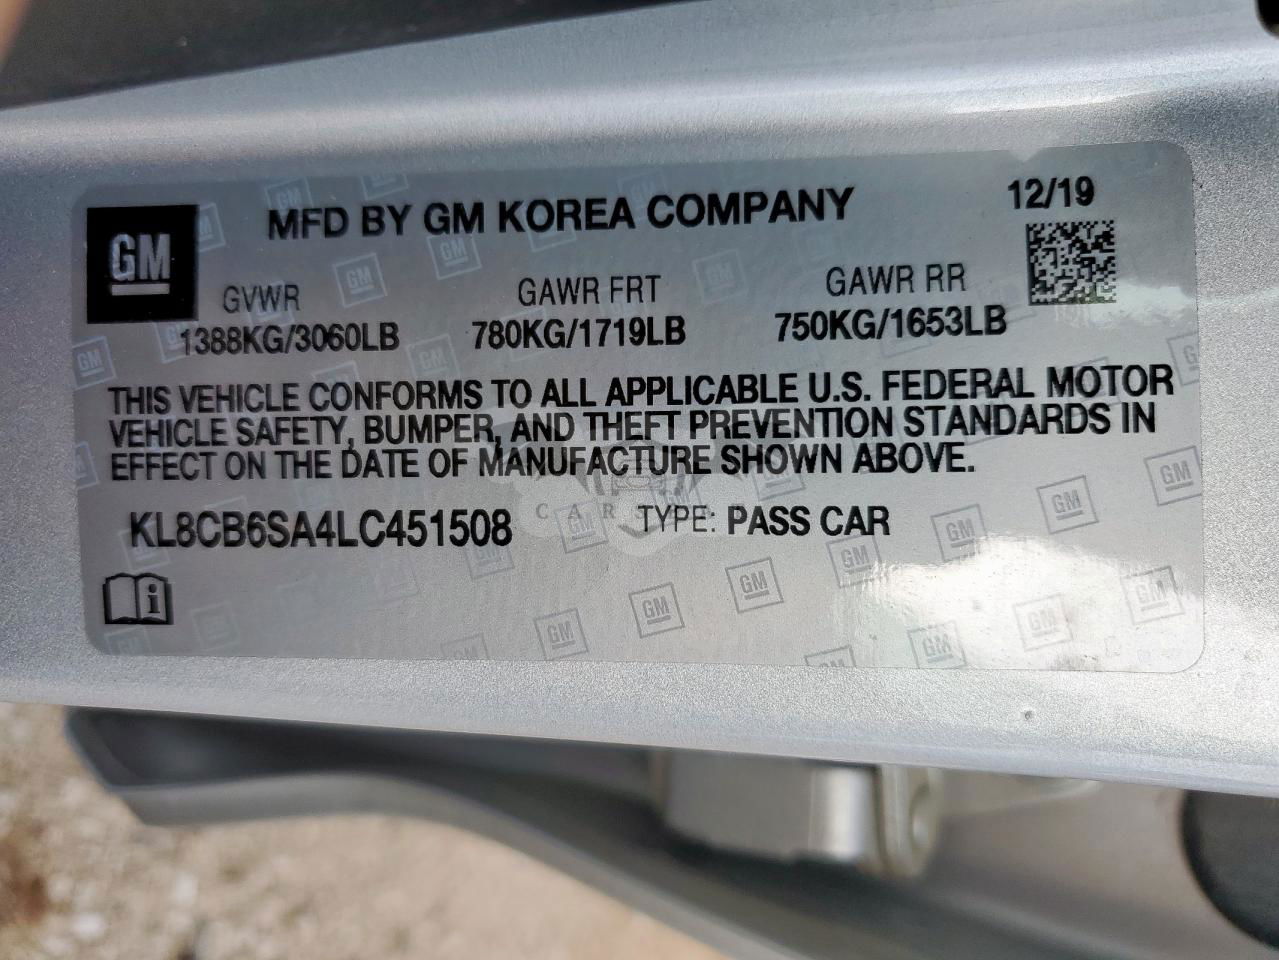 MFD BY GM KOREA COMPANY 12/19
GM
GVWR GAWR FRT GAWR RR
1388KG/3060LB 780KG/1719LB 750KG/1653LB
THIS VEHICLE CONFORMS TO ALL APPLICABLE U.S. FEDERAL MOTOR
VEHICLE SAFETY, BUMPER, AND THEFT PREVENTION STANDARDS IN
EFFECT ON THE DATE OF MANUFACTURE SHOWN ABOVE.
KL8CB6SA4LC451508 TYPE: PASS CAR